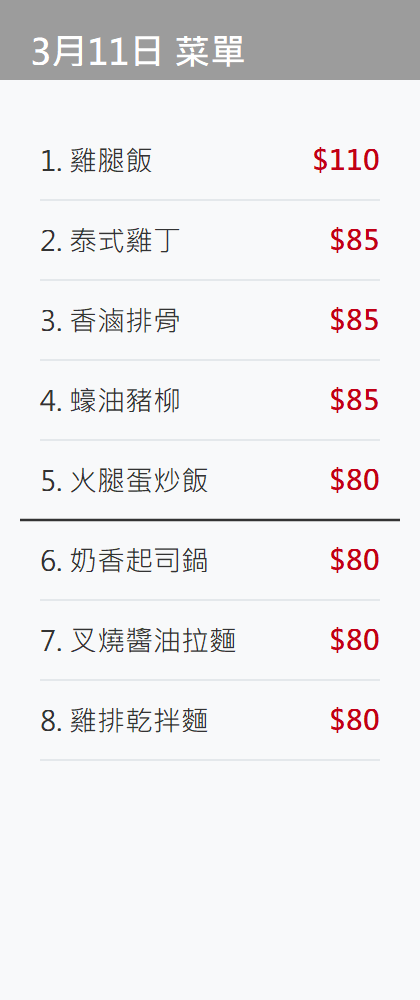 3月11日 菜單
1. 雞腿飯 $110
2. 泰式雞丁 $85
3. 香滷排骨 $85
4. 蠔油豬柳 $85
5. 火腿蛋炒飯 $80
6. 奶香起司鍋 $80
7. 叉燒醬油拉麵 $80
8. 雞排乾拌麵 $80